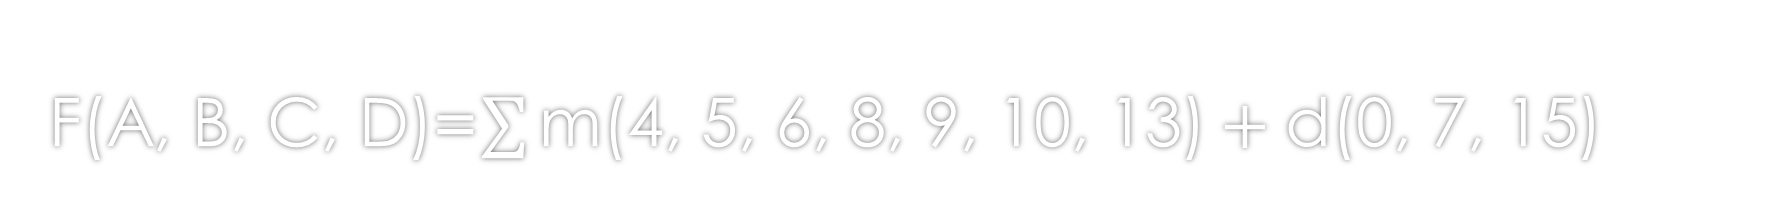 F(A, B, C, D)=∑m(4, 5, 6, 8, 9, 10, 13) + d(0, 7, 15)